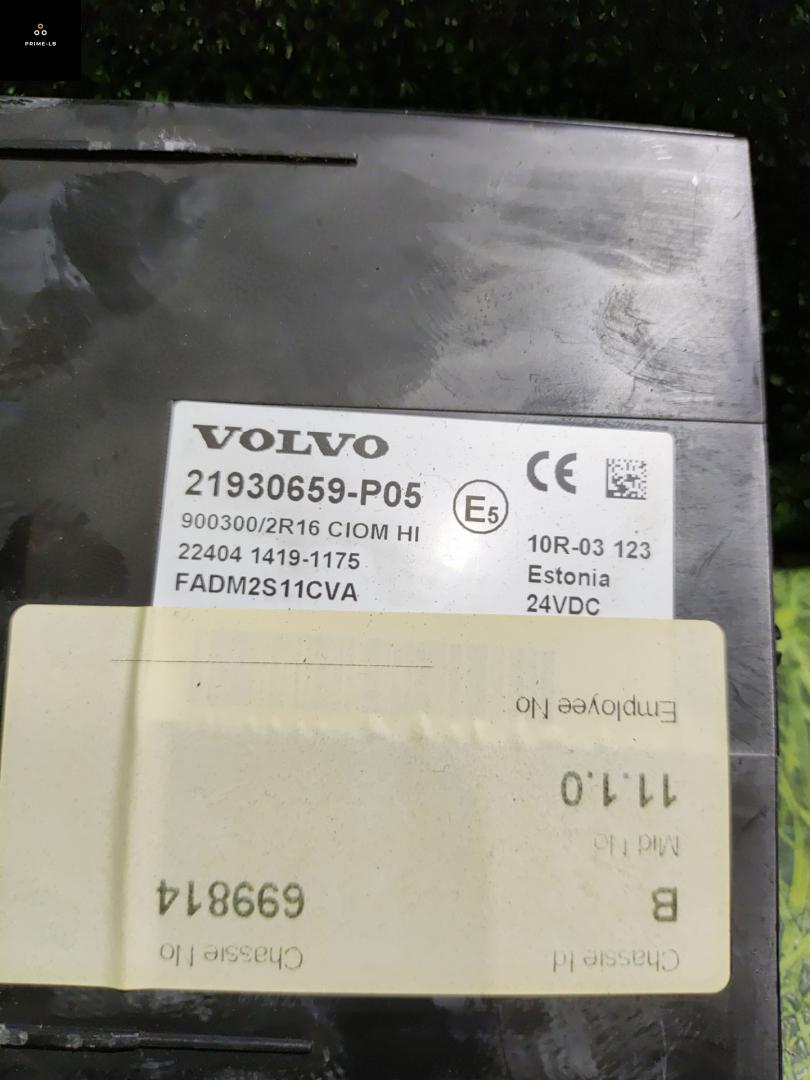 PRIME-LB
VOLVO
21930659-P05
900300/2R16 CIOM HI
22404 1419-1175
FADM2S11CVA
E5
CE
10R-03 123
Estonia
24VDC
Chassie Id
Chassie No
B
699814
Mid No
11.1.0
Employee No